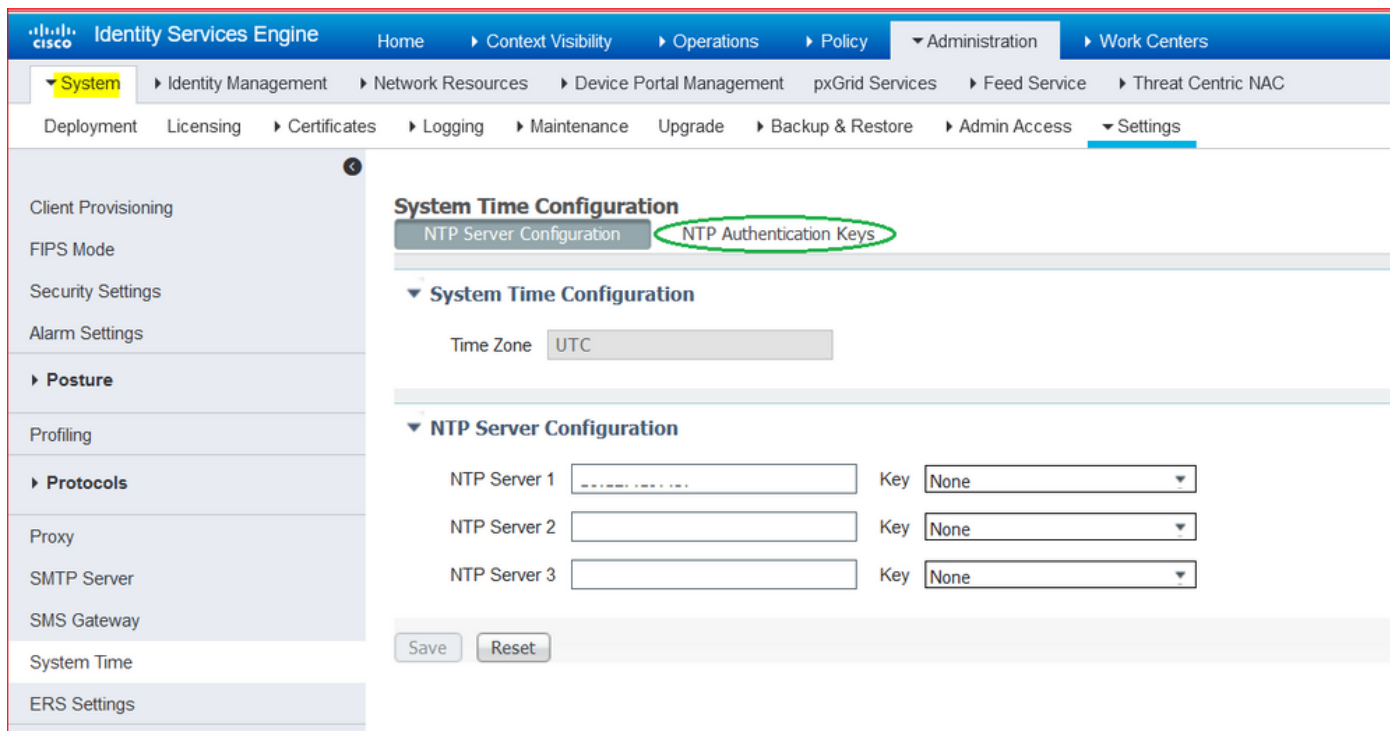 cisco Identity Services Engine Home Context Visibility Operations Policy Administration Work Centers
System Identity Management Network Resources Device Portal Management pxGrid Services Feed Service Threat Centric NAC
Deployment Licensing Certificates Logging Maintenance Upgrade Backup & Restore Admin Access Settings
Client Provisioning
FIPS Mode
Security Settings
Alarm Settings
Posture
Profiling
Protocols
Proxy
SMTP Server
SMS Gateway
System Time
ERS Settings
System Time Configuration
NTP Server Configuration NTP Authentication Keys
System Time Configuration
Time Zone UTC
NTP Server Configuration
NTP Server 1 Key None
NTP Server 2 Key None
NTP Server 3 Key None
Save Reset